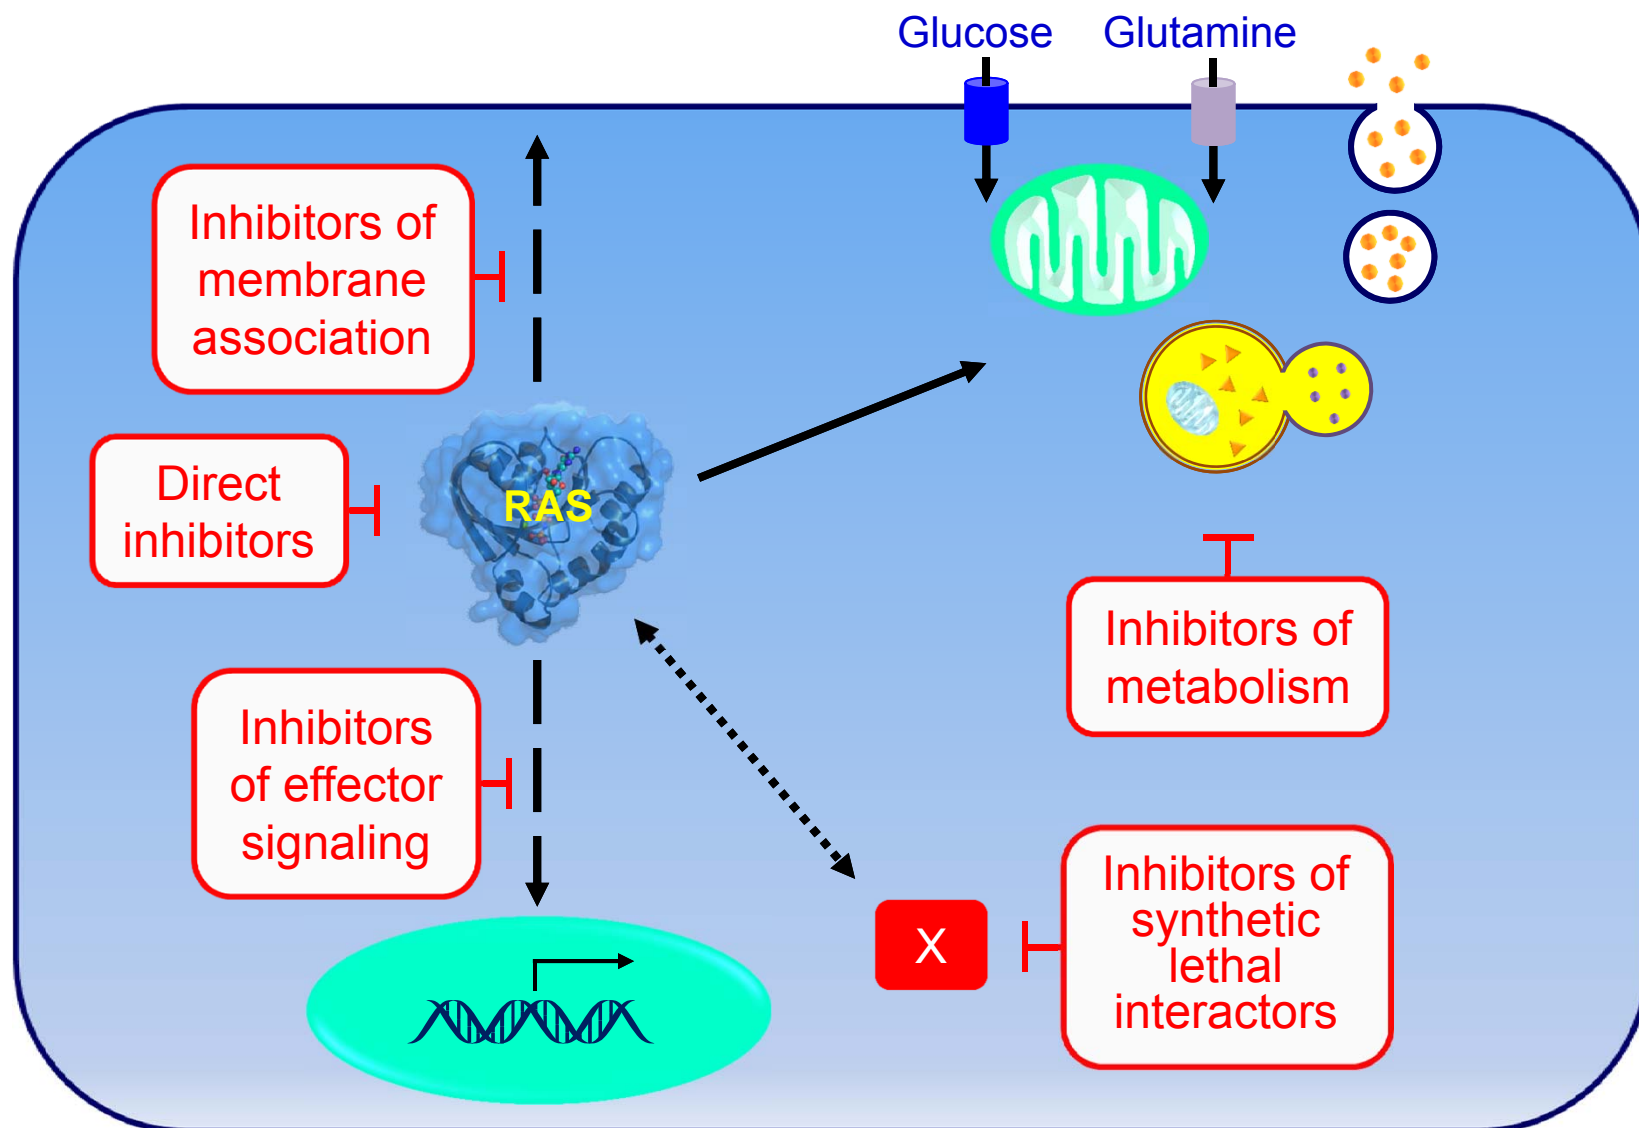 Glucose
Glutamine
Inhibitors of
membrane
association
Direct
inhibitors
RAS
Inhibitors of
metabolism
Inhibitors
of effector
signaling
X
Inhibitors of
synthetic
lethal
interactors